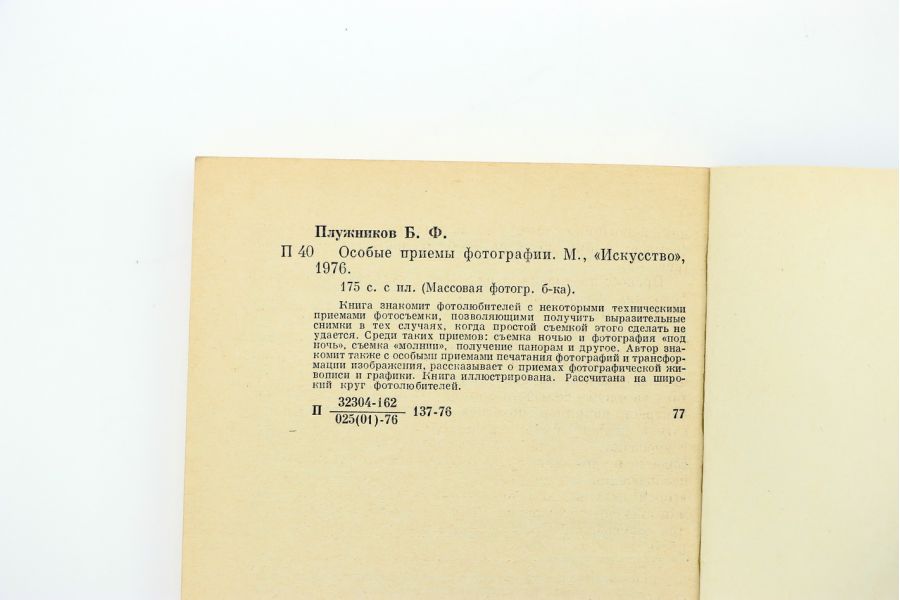 Плужников Б. Ф.
П 40 Особые приемы фотографии. М., «Искусство»,
1976.
175 с. с ил. (Массовая фотогр. б-ка).
Книга знакомит фотолюбителей с некоторыми техническими
приемами фотосъемки, позволяющими получить выразительные
снимки в тех случаях, когда простой съемкой этого сделать не
удается. Среди таких приемов: съемка ночью и фотография «под
ночь», съемка «молнии», получение панорам и другое. Автор зна-
комит также с особыми приемами печатания фотографий и трансфор-
мации изображения, рассказывает о приемах фотографической жи-
вописи и графики. Книга иллюстрирована. Рассчитана на широ-
кий круг фотолюбителей.
32304-162
П 137-76 77
025(01)-76